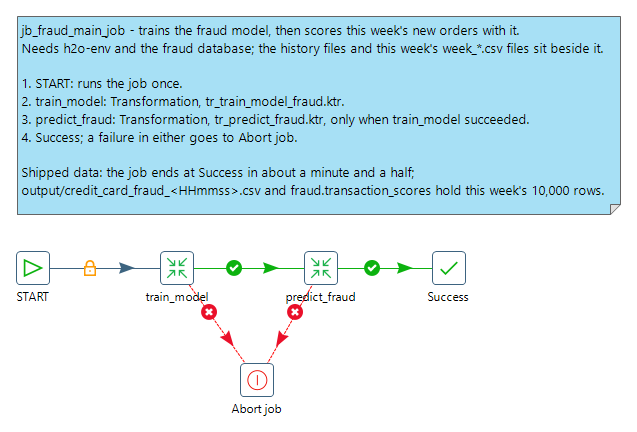 jb_fraud_main_job - trains the fraud model, then scores this week's new orders with it.
Needs h2o-env and the fraud database; the history files and this week's week_*.csv files sit beside it.
1. START: runs the job once.
2. train_model: Transformation, tr_train_model_fraud.ktr.
3. predict_fraud: Transformation, tr_predict_fraud.ktr, only when train_model succeeded.
4. Success; a failure in either goes to Abort job.
Shipped data: the job ends at Success in about a minute and a half;
output/credit_card_fraud_<HHmmss>.csv and fraud.transaction_scores hold this week's 10,000 rows.
START
train_model
predict_fraud
Success
Abort job